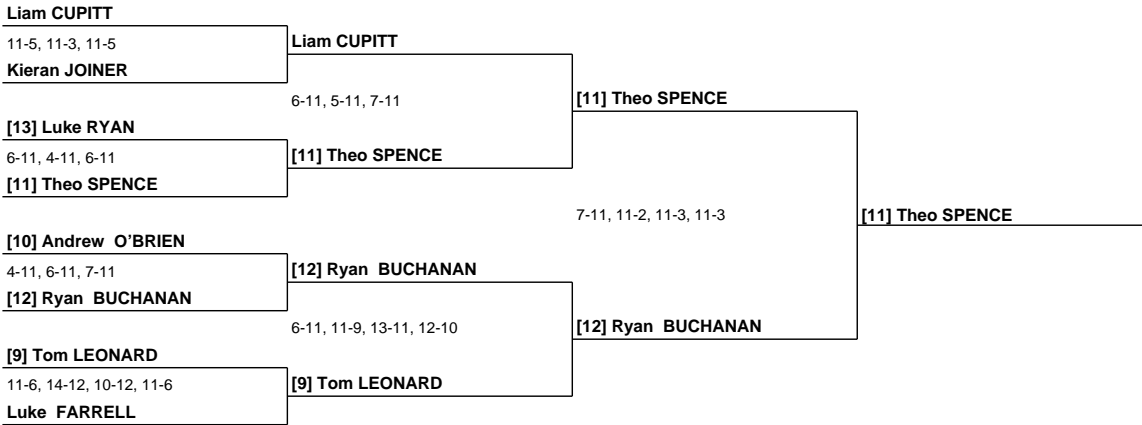 Liam CUPITT
11-5, 11-3, 11-5
Liam CUPITT
Kieran JOINER
6-11, 5-11, 7-11
[11] Theo SPENCE
[13] Luke RYAN
6-11, 4-11, 6-11
[11] Theo SPENCE
[11] Theo SPENCE
7-11, 11-2, 11-3, 11-3
[11] Theo SPENCE
[10] Andrew  O'BRIEN
4-11, 6-11, 7-11
[12] Ryan  BUCHANAN
[12] Ryan  BUCHANAN
6-11, 11-9, 13-11, 12-10
[12] Ryan  BUCHANAN
[9] Tom LEONARD
11-6, 14-12, 10-12, 11-6
[9] Tom LEONARD
Luke  FARRELL